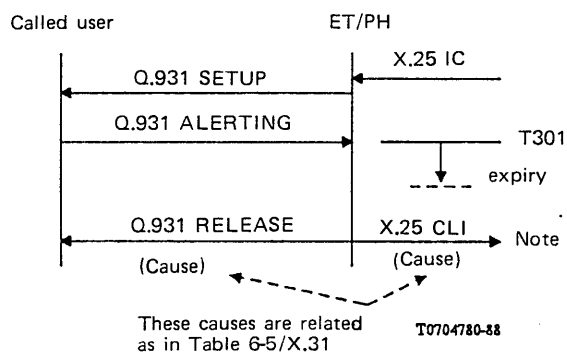 Called user
ET/PH
X.25 IC
Q.931 SETUP
Q.931 ALERTING
T301
expiry
Q.931 RELEASE
X.25 CLI
Note
(Cause)
(Cause)
These causes are related
as in Table 6-5/X.31
T0704780-88